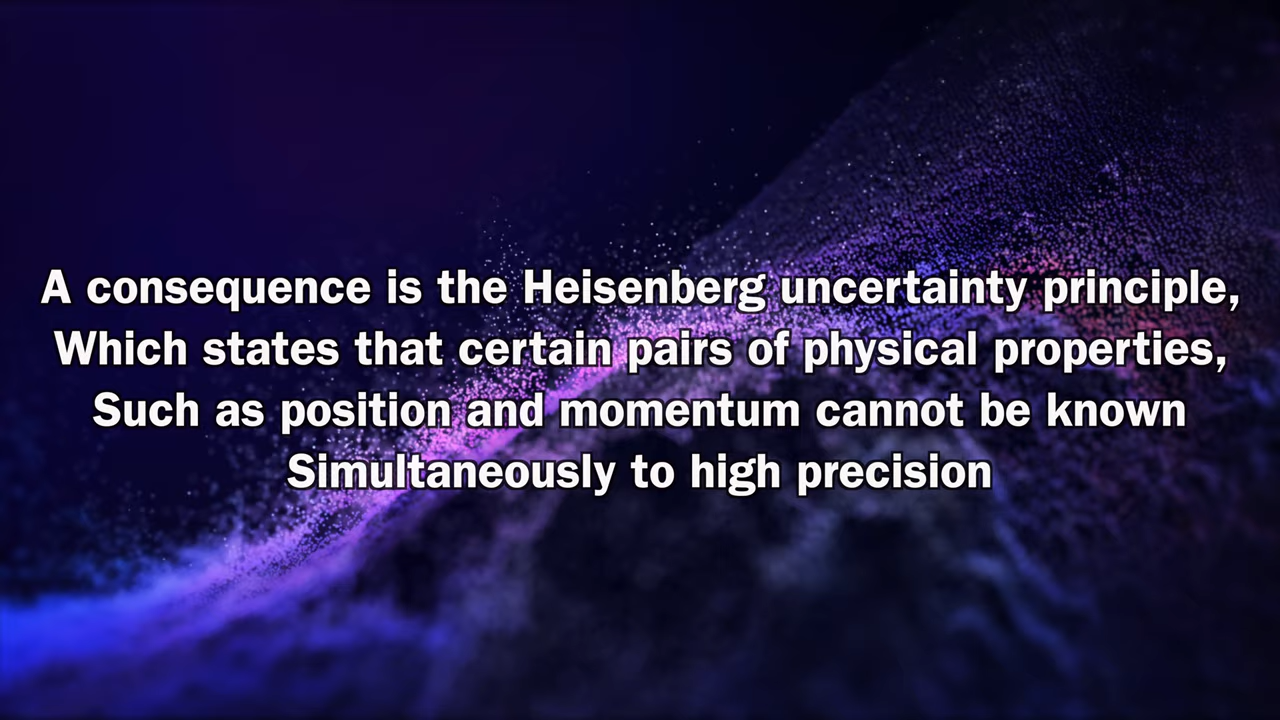 A consequence is the Heisenberg uncertainty principle,
Which states that certain pairs of physical properties,
Such as position and momentum cannot be known
Simultaneously to high precision